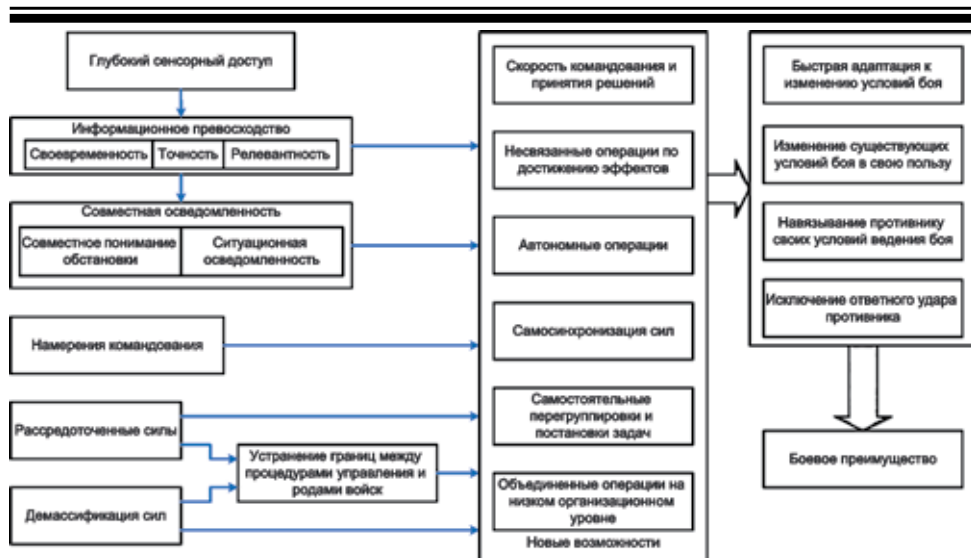 Глубокий сенсорный доступ
Информационное превосходство
Своевременность
Точность
Релевантность
Совместная осведомленность
Совместное понимание
обстановки
Ситуационная
осведомленность
Намерения командования
Рассредоточенные силы
Демассификация сил
Устранение границ между
процедурами управления и
родами войск
Скорость командования и
принятия решений
Несвязанные операции по
достижению эффектов
Автономные операции
Самосинхронизация сил
Самостоятельные
перегруппировки и
постановки задач
Объединенные операции на
низком организационном
уровне
Новые возможности
Быстрая адаптация к
изменению условий боя
Изменение существующих
условий боя в свою пользу
Навязывание противнику
своих условий ведения боя
Исключение ответного удара
противника
Боевое преимущество